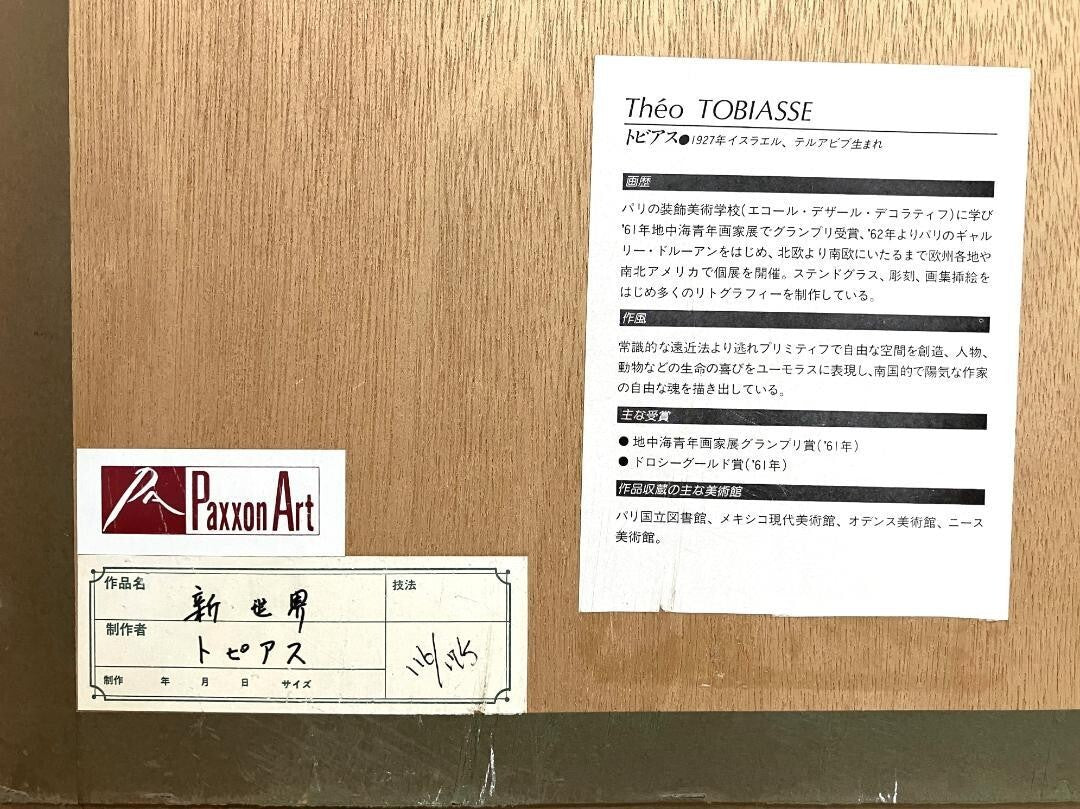 Théo TOBIASSE
トビアス●1927年イスラエル、テルアビブ生まれ
画歴
パリの装飾美術学校(エコール・デザール・デコラティフ)に学び
'61年地中海青年画家展でグランプリ受賞、'62年よりパリのギャル
リー・ドルーアンをはじめ、北欧より南欧にいたるまで欧州各地や
南北アメリカで個展を開催。ステンドグラス、彫刻、画集挿絵を
はじめ多くのリトグラフィーを制作している。
作風
常識的な遠近法より逃れプリミティフで自由な空間を創造、人物、
動物などの生命の喜びをユーモラスに表現し、南国的で陽気な作家
の自由な魂を描き出している。
主な受賞
●地中海青年画家展グランプリ賞('61年)
●ドロシーグールド賞('61年)
作品収蔵の主な美術館
パリ国立図書館、メキシコ現代美術館、オデンス美術館、ニース
美術館。
PA Paxxon Art
作品名 新世界 技法
制作者 トビアス 116/175
制作 年 月 日 サイズ